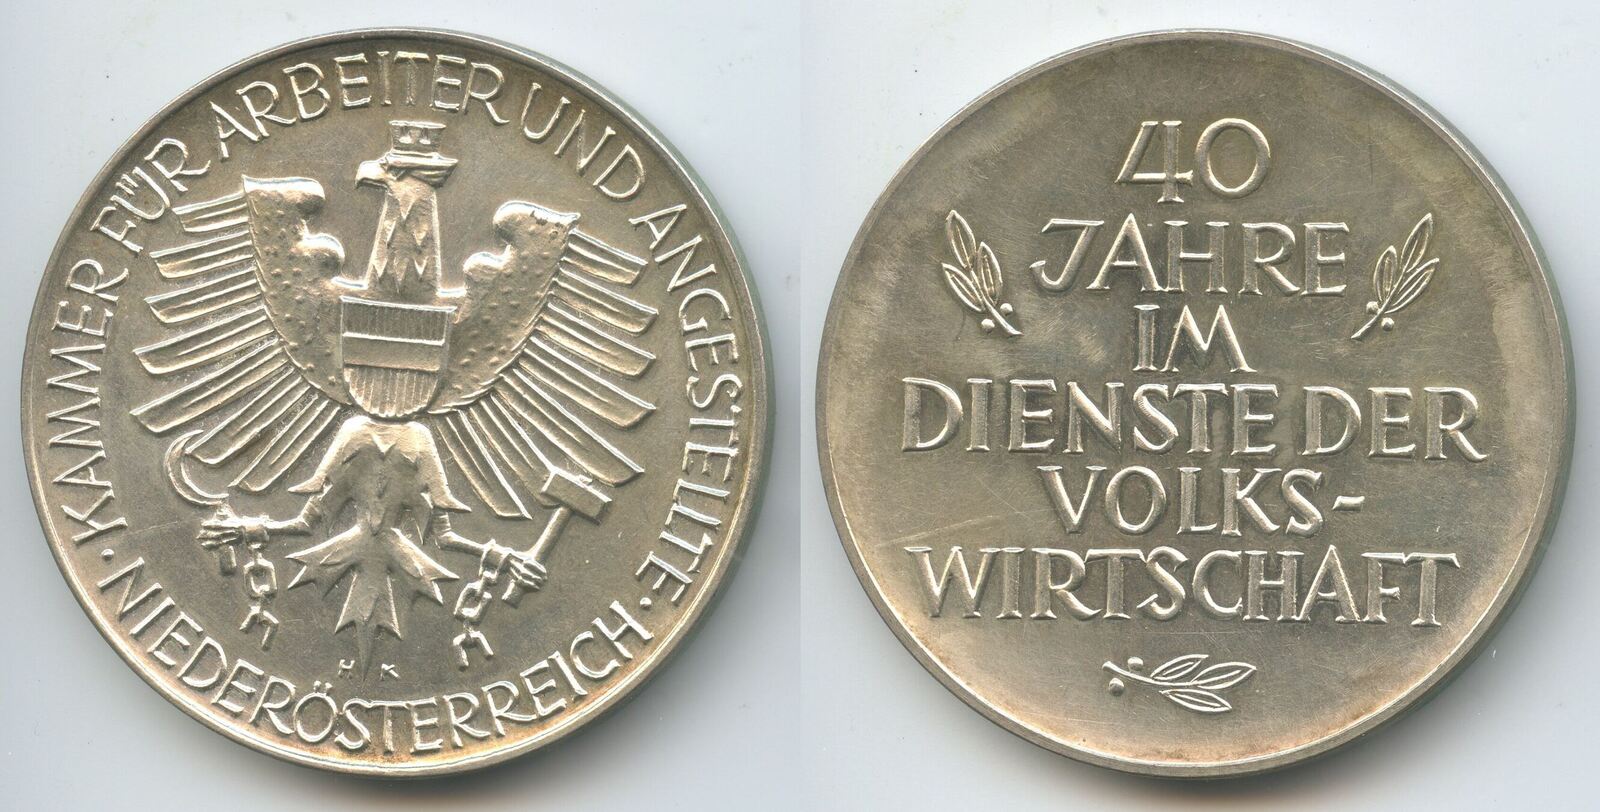 · KAMMER FÜR ARBEITER UND ANGESTELLTE ·
NIEDERÖSTERREICH
H K
40
JAHRE
IM
DIENSTE DER
VOLKS-
WIRTSCHAFT